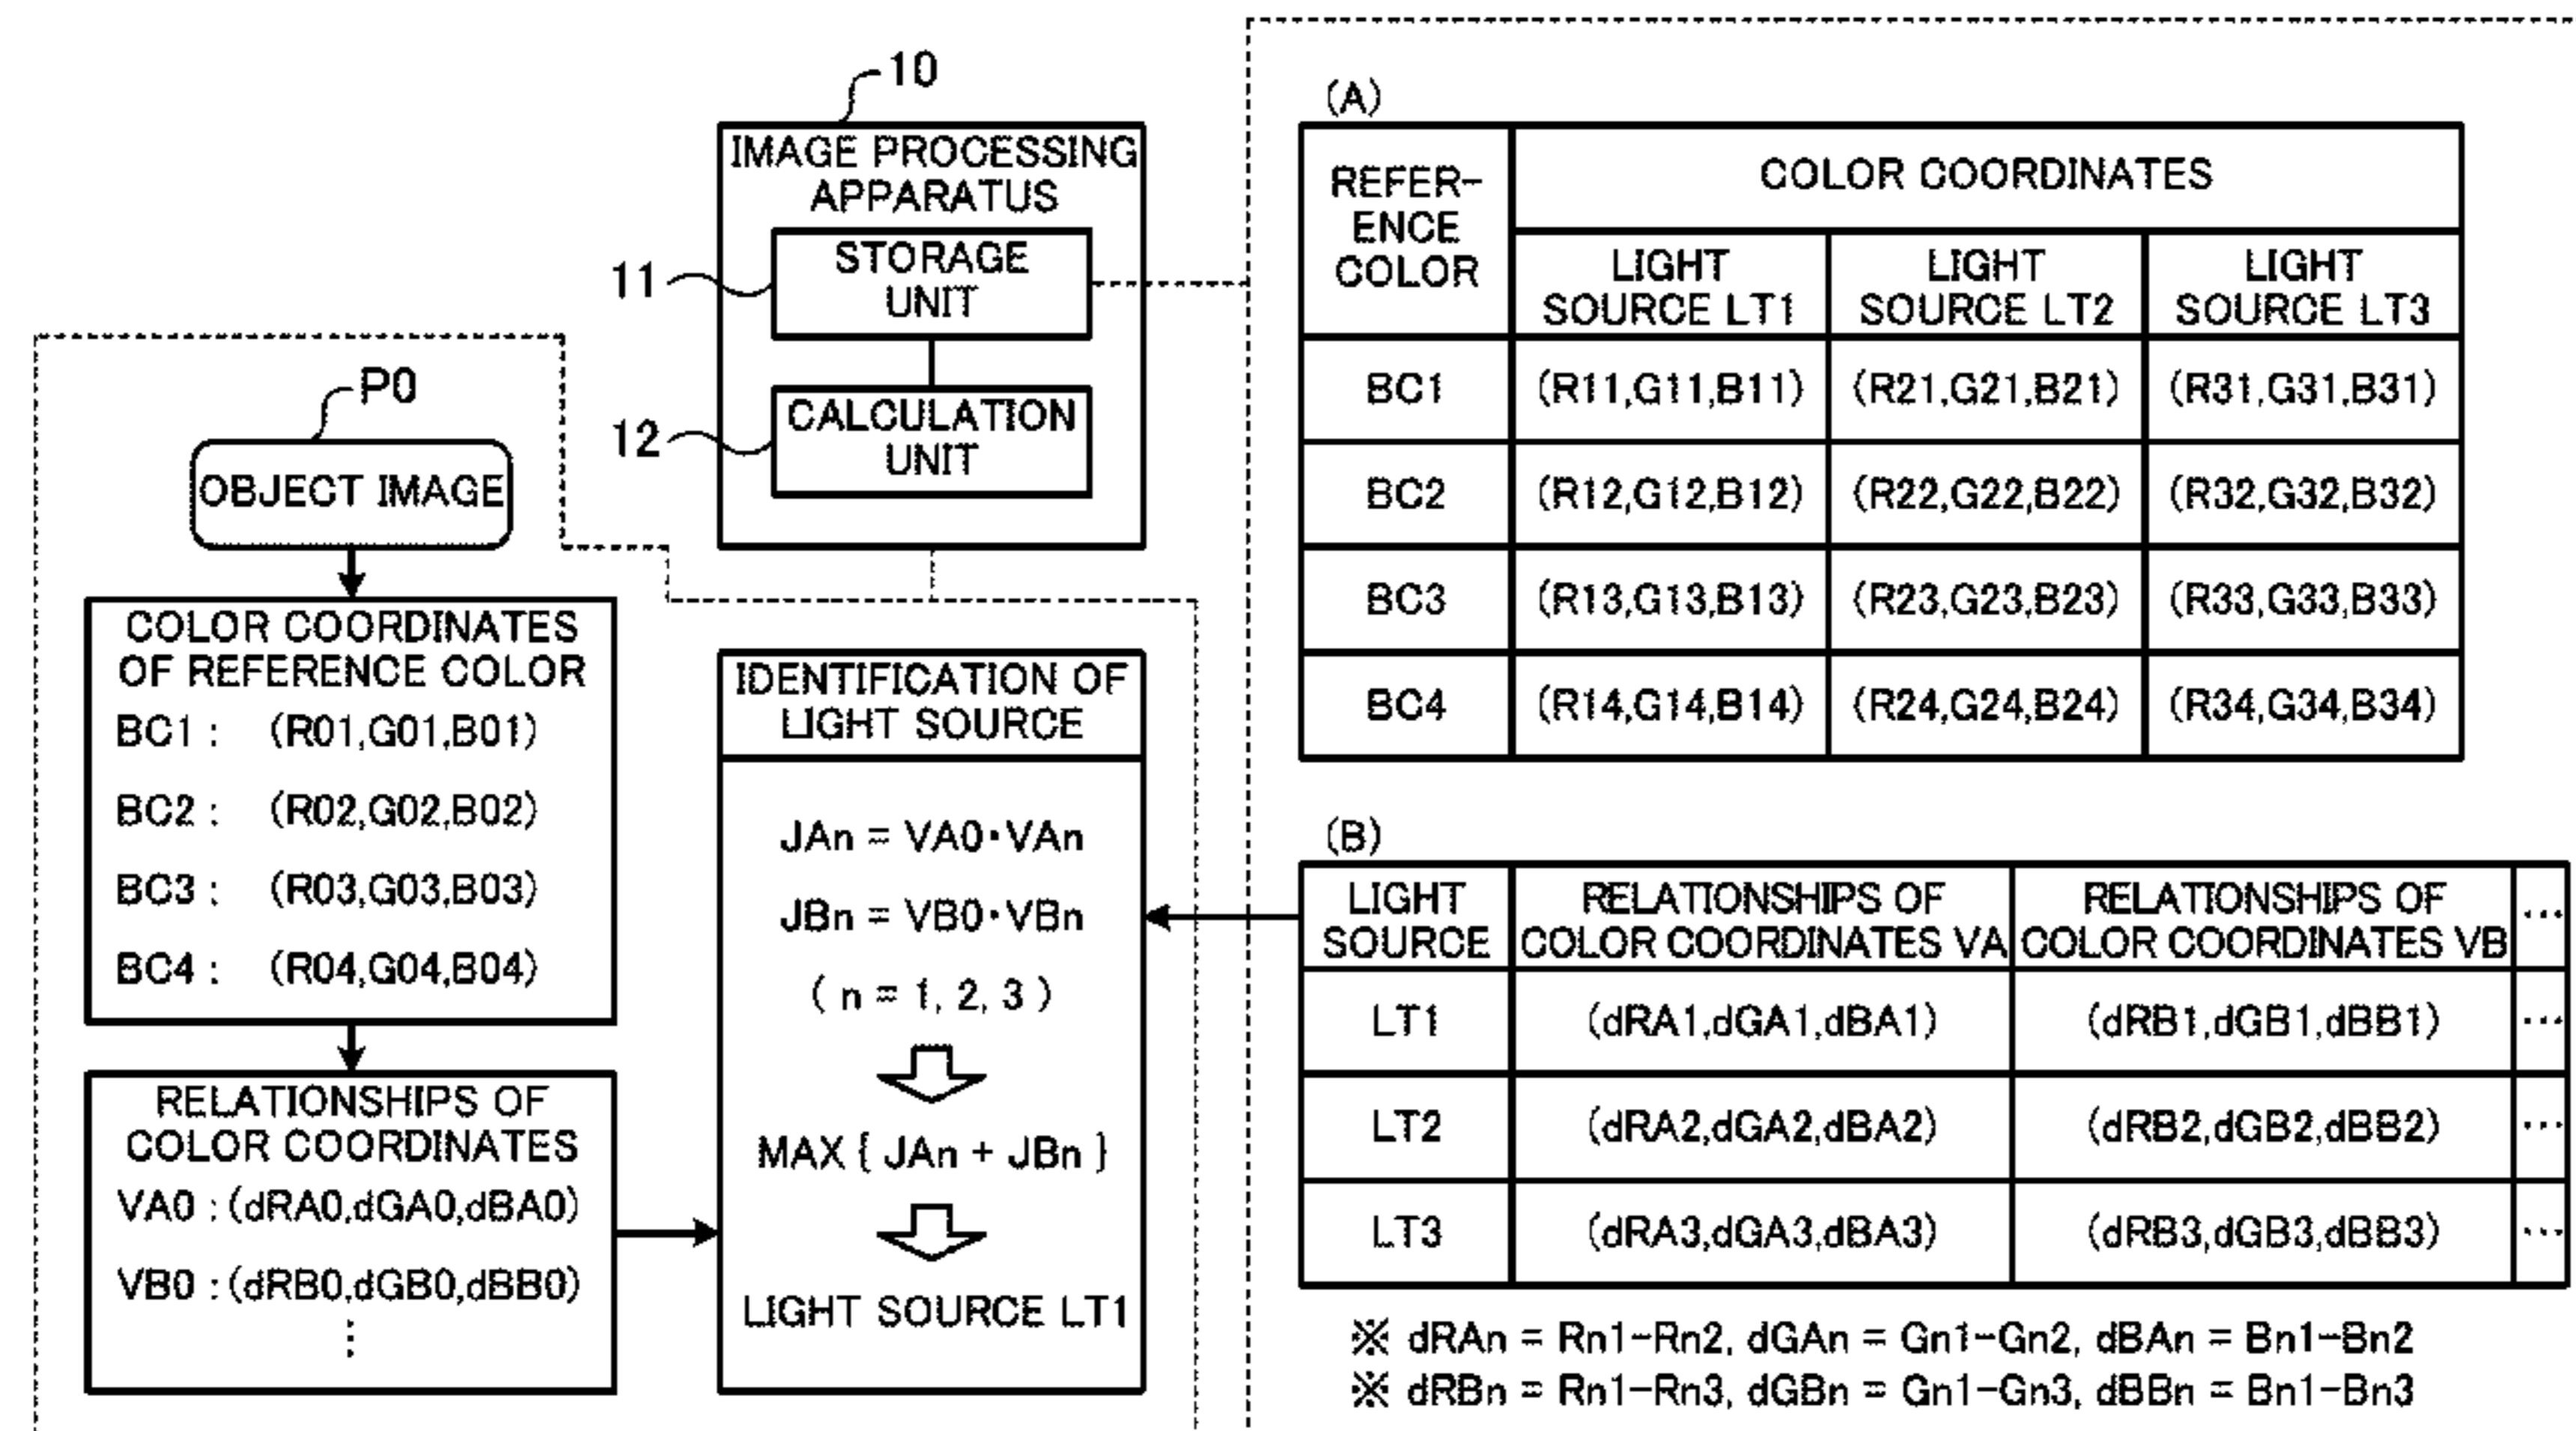 10
IMAGE PROCESSING
APPARATUS
11
STORAGE
UNIT
12
CALCULATION
UNIT
P0
OBJECT IMAGE
COLOR COORDINATES
OF REFERENCE COLOR
BC1 : (R01,G01,B01)
BC2 : (R02,G02,B02)
BC3 : (R03,G03,B03)
BC4 : (R04,G04,B04)
RELATIONSHIPS OF
COLOR COORDINATES
VA0 : (dRA0,dGA0,dBA0)
VB0 : (dRB0,dGB0,dBB0)
⋮
IDENTIFICATION OF
LIGHT SOURCE
JAn = VA0・VAn
JBn = VB0・VBn
( n = 1, 2, 3 )
MAX { JAn + JBn }
LIGHT SOURCE LT1
(A)
REFER-
ENCE
COLOR
COLOR COORDINATES
LIGHT
SOURCE LT1
LIGHT
SOURCE LT2
LIGHT
SOURCE LT3
BC1 (R11,G11,B11) (R21,G21,B21) (R31,G31,B31)
BC2 (R12,G12,B12) (R22,G22,B22) (R32,G32,B32)
BC3 (R13,G13,B13) (R23,G23,B23) (R33,G33,B33)
BC4 (R14,G14,B14) (R24,G24,B24) (R34,G34,B34)
(B)
LIGHT
SOURCE
RELATIONSHIPS OF
COLOR COORDINATES VA
RELATIONSHIPS OF
COLOR COORDINATES VB
…
LT1 (dRA1,dGA1,dBA1) (dRB1,dGB1,dBB1) …
LT2 (dRA2,dGA2,dBA2) (dRB2,dGB2,dBB2) …
LT3 (dRA3,dGA3,dBA3) (dRB3,dGB3,dBB3) …
※ dRAn = Rn1-Rn2, dGAn = Gn1-Gn2, dBAn = Bn1-Bn2
※ dRBn = Rn1-Rn3, dGBn = Gn1-Gn3, dBBn = Bn1-Bn3